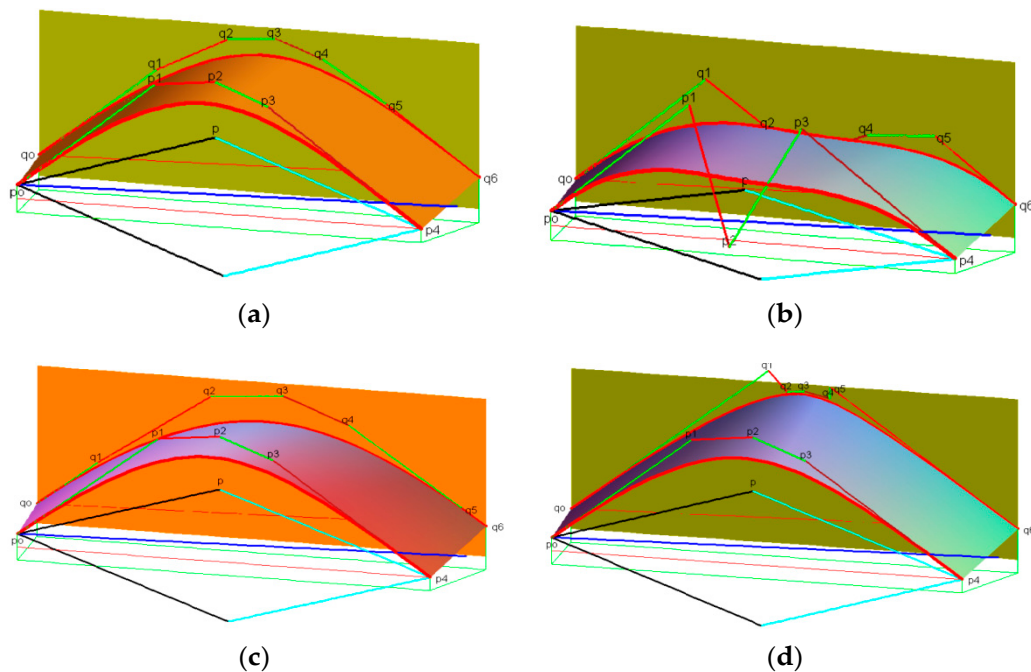 q2 q3
q4
q1
p1 p2
p3 q5
p
qo q6
po
p4
(a)
q1
p1
q2 p3 q4 q5
qo p
q6
po
p2
p4
(b)
q2 q3
q4
p1 p2
q1 p3
p
qo q5 q6
po
p4
(c)
q1
q2 q3 q4 q5
p1 p2
p3
p
qo q6
po
p4
(d)